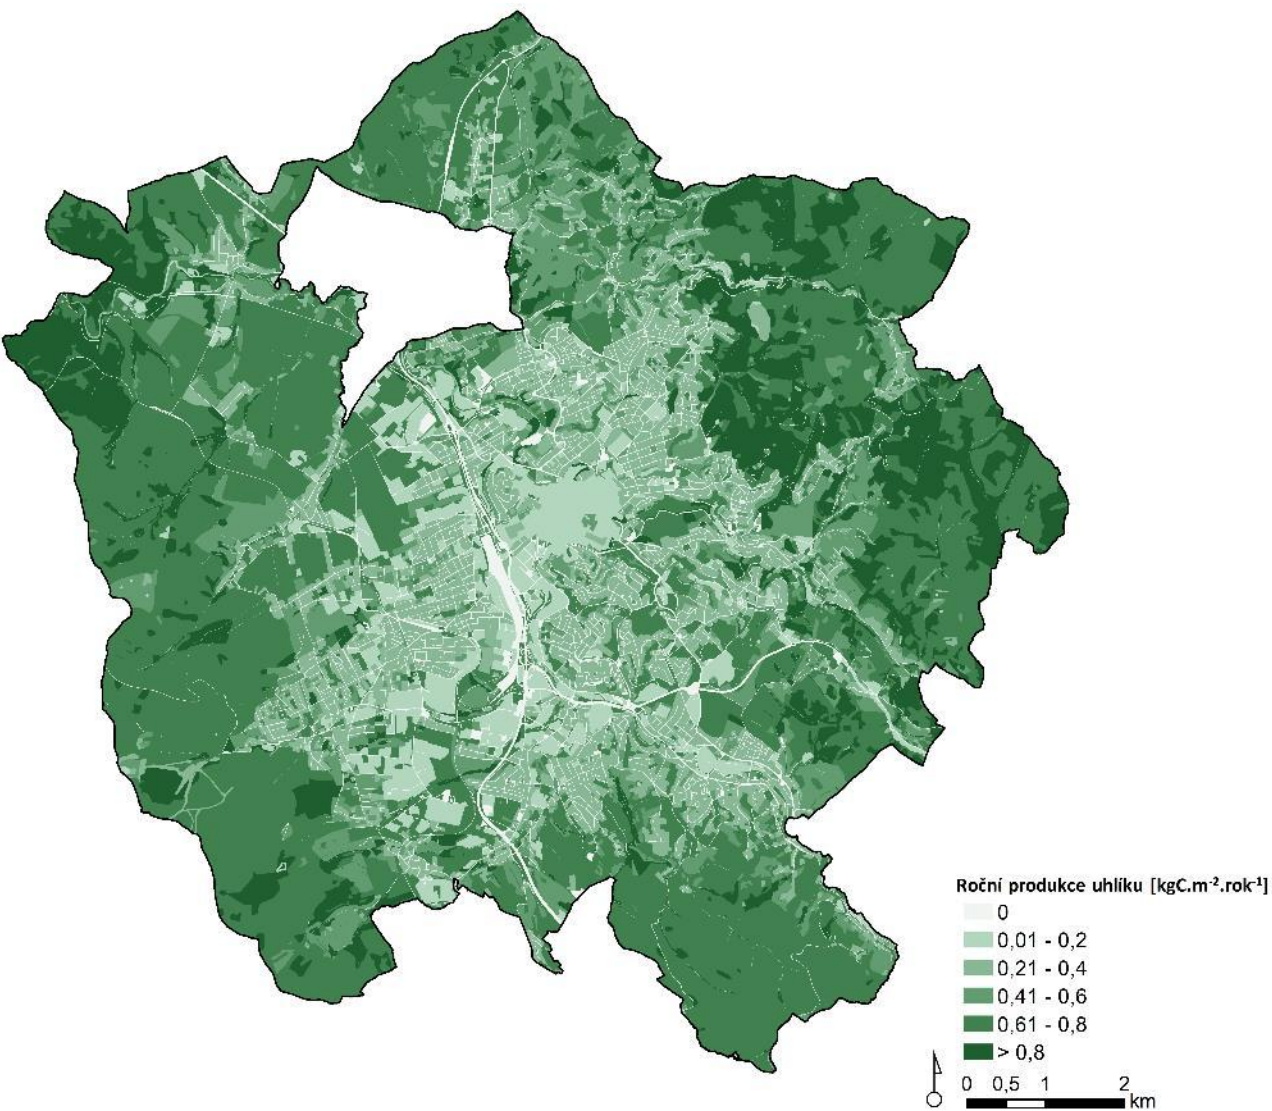 Roční produkce uhlíku [kgC.m⁻².rok⁻¹]
0
0,01 - 0,2
0,21 - 0,4
0,41 - 0,6
0,61 - 0,8
> 0,8
0 0,5 1 2
km